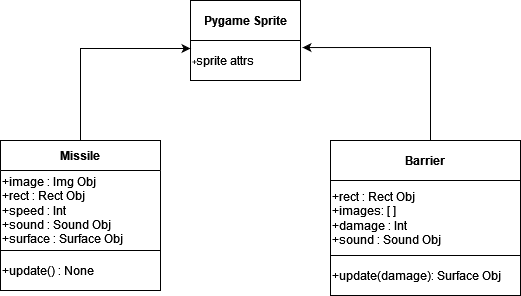 Pygame Sprite
+sprite attrs
Missile
+image : Img Obj
+rect : Rect Obj
+speed : Int
+sound : Sound Obj
+surface : Surface Obj
+update() : None
Barrier
+rect : Rect Obj
+images: [ ]
+damage : Int
+sound : Sound Obj
+update(damage): Surface Obj